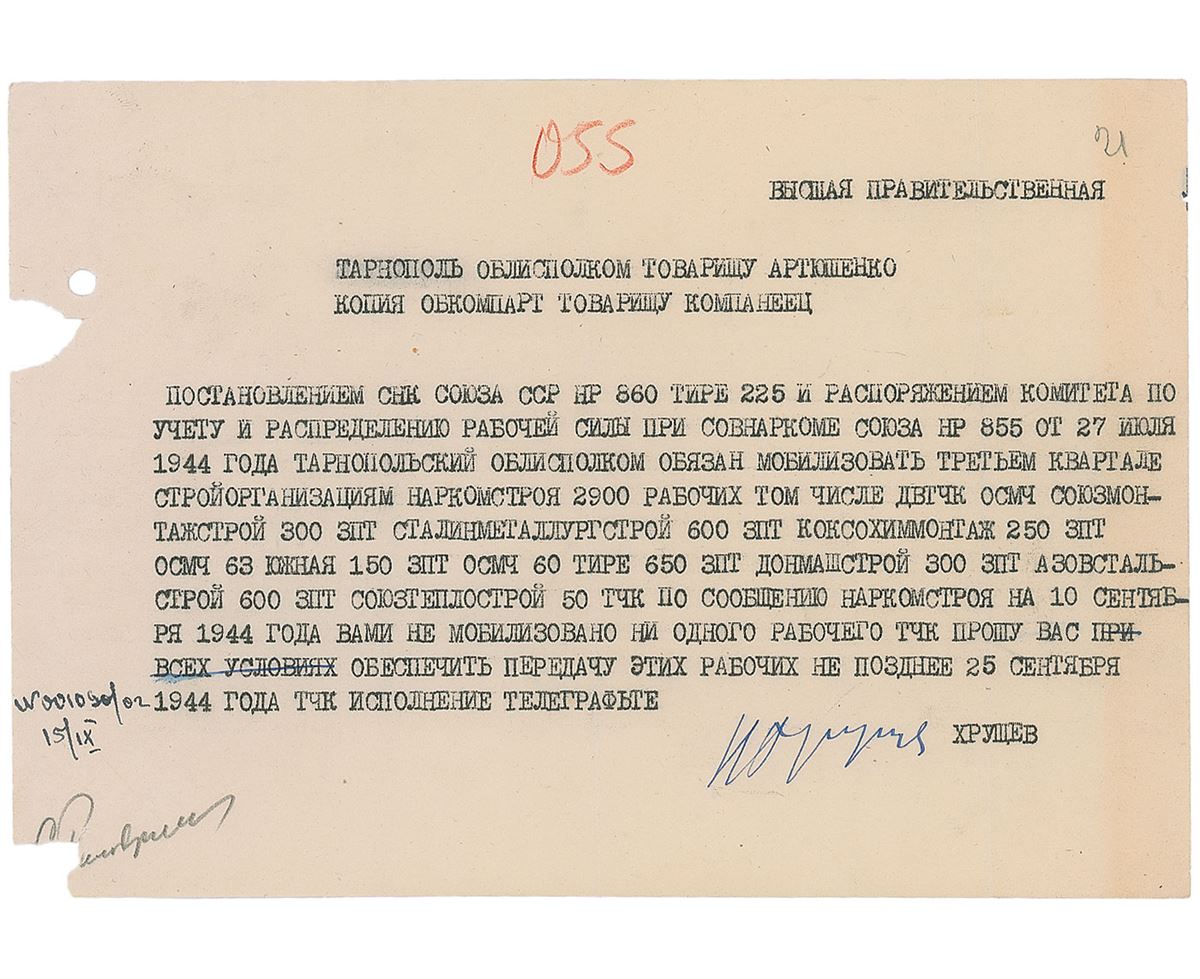 055
21
ВЫСШАЯ ПРАВИТЕЛЬСТВЕННАЯ
ТАРНОПОЛЬ ОБЛИСПОЛКОМ ТОВАРИЩУ АРТЮШЕНКО
КОПИЯ ОБКОМПАРТ ТОВАРИЩУ КОМПАНЕЕЦ
ПОСТАНОВЛЕНИЕМ СНК СОЮЗА ССР НР 860 ТИРЕ 225 И РАСПОРЯЖЕНИЕМ КОМИТЕТА ПО
УЧЕТУ И РАСПРЕДЕЛЕНИЮ РАБОЧЕЙ СИЛЫ ПРИ СОВНАРКОМЕ СОЮЗА НР 855 ОТ 27 ИЮЛЯ
1944 ГОДА ТАРНОПОЛЬСКИЙ ОБЛИСПОЛКОМ ОБЯЗАН МОБИЛИЗОВАТЬ ТРЕТЬЕМ КВАРТАЛЕ
СТРОЙОРГАНИЗАЦИЯМ НАРКОМСТРОЯ 2900 РАБОЧИХ ТОМ ЧИСЛЕ ДВТЧК ОСМЧ СОЮЗМОН-
ТАЖСТРОЙ 300 ЗПТ СТАЛИНМЕТАЛЛУРГСТРОЙ 600 ЗПТ КОКСОХИММОНТАЖ 250 ЗПТ
ОСМЧ 63 ЮЖНАЯ 150 ЗПТ ОСМЧ 60 ТИРЕ 650 ЗПТ ДОНМАШСТРОЙ 300 ЗПТ АЗОВСТАЛЬ-
СТРОЙ 600 ЗПТ СОЮЗТЕПЛОСТРОЙ 50 ТЧК ПО СООБЩЕНИЮ НАРКОМСТРОЯ НА 10 СЕНТЯБ-
РЯ 1944 ГОДА ВАМИ НЕ МОБИЛИЗОВАНО НИ ОДНОГО РАБОЧЕГО ТЧК ПРОШУ ВАС ПРИ
ВСЕХ УСЛОВИЯХ ОБЕСПЕЧИТЬ ПЕРЕДАЧУ ЭТИХ РАБОЧИХ НЕ ПОЗДНЕЕ 25 СЕНТЯБРЯ
1944 ГОДА ТЧК ИСПОЛНЕНИЕ ТЕЛЕГРАФЬТЕ
№001090/02
15/IX
ХРУЩЕВ